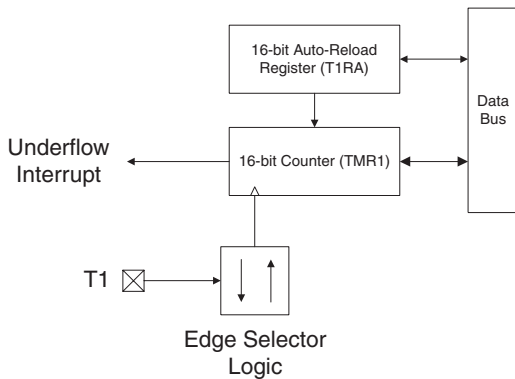 16-bit Auto-Reload
Register (T1RA)
Data
Bus
16-bit Counter (TMR1)
Underflow
Interrupt
T1
Edge Selector
Logic